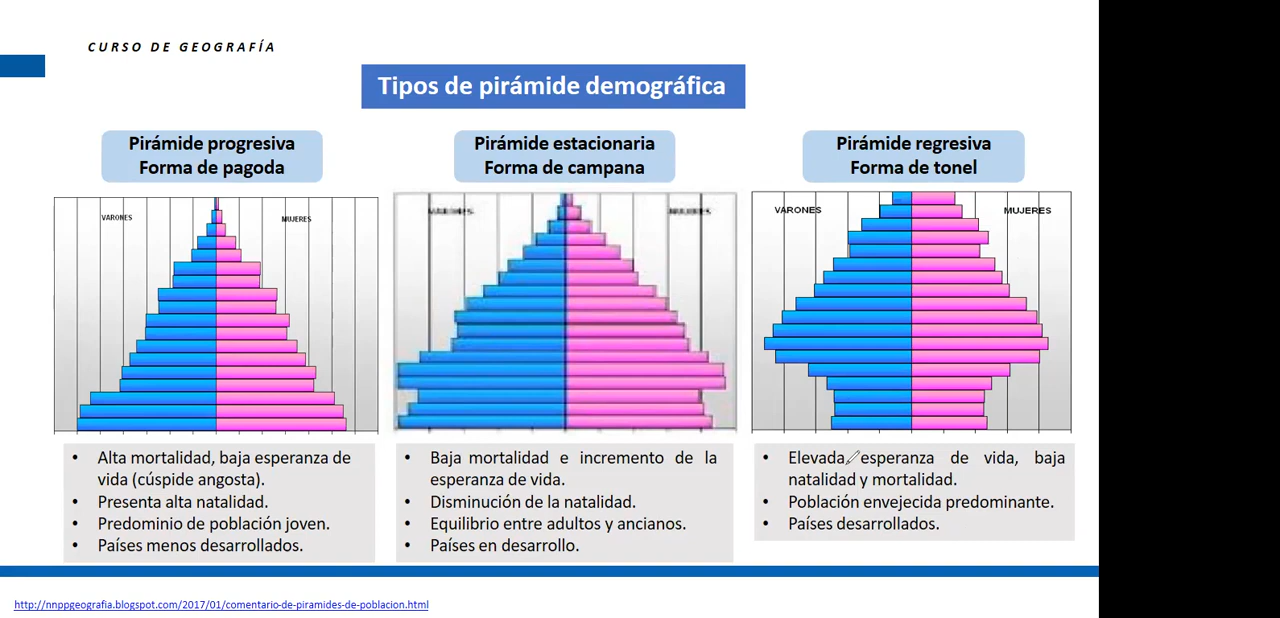 CURSO DE GEOGRAFÍA
Tipos de pirámide demográfica
Pirámide progresiva
Forma de pagoda
Pirámide estacionaria
Forma de campana
Pirámide regresiva
Forma de tonel
VARONES
MUJERES
VARONES
MUJERES
VARONES
MUJERES
• Alta mortalidad, baja esperanza de
vida (cúspide angosta).
• Presenta alta natalidad.
• Predominio de población joven.
• Países menos desarrollados.
• Baja mortalidad e incremento de la
esperanza de vida.
• Disminución de la natalidad.
• Equilibrio entre adultos y ancianos.
• Países en desarrollo.
• Elevada esperanza de vida, baja
natalidad y mortalidad.
• Población envejecida predominante.
• Países desarrollados.
http://nnppgeografia.blogspot.com/2017/01/comentario-de-piramides-de-poblacion.html